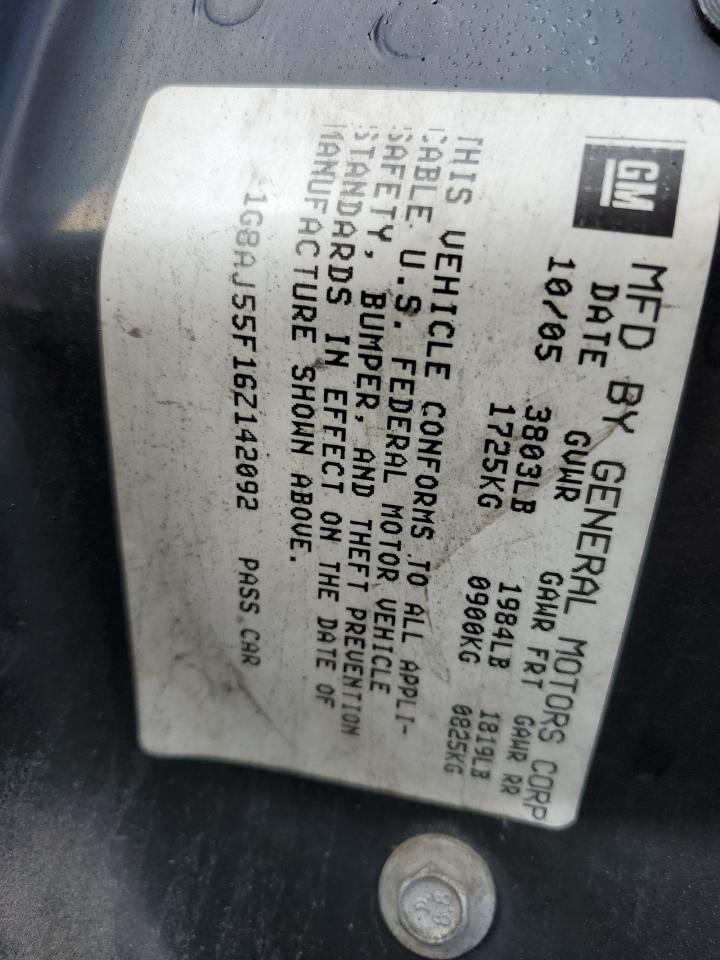 GM MFD BY GENERAL MOTORS CORP
DATE GVWR GAWR FRT GAWR RR
10/05 3803LB 1984LB 1819LB
1725KG 0900KG 0825KG
THIS VEHICLE CONFORMS TO ALL APPLI-
CABLE U.S. FEDERAL MOTOR VEHICLE
SAFETY, BUMPER, AND THEFT PREVENTION
STANDARDS IN EFFECT ON THE DATE OF
MANUFACTURE SHOWN ABOVE.
1G8AJ55F16Z142092 PASS.CAR